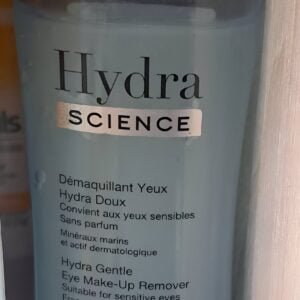 Hydra
SCIENCE
Démaquillant Yeux
Hydra Doux
Convient aux yeux sensibles
Sans parfum
Minéraux marins
et actif dermatologique
Hydra Gentle
Eye Make-Up Remover
Suitable for sensitive eyes